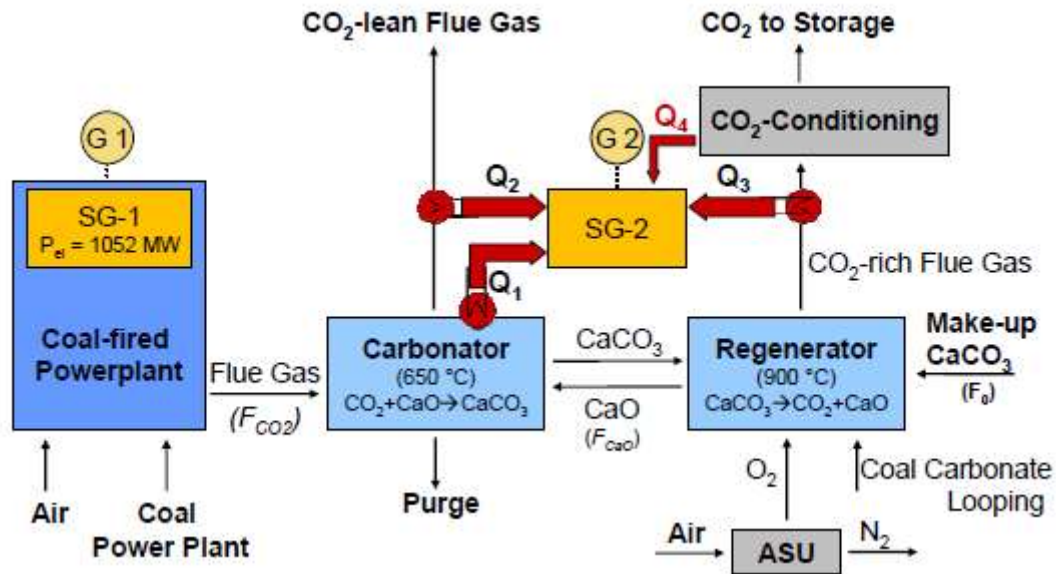 CO₂-lean Flue Gas
CO₂ to Storage
G 1
G 2
Q₄
CO₂-Conditioning
Q₂
Q₃
SG-1
P_el = 1052 MW
SG-2
Q₁
CO₂-rich Flue Gas
Coal-fired
Powerplant
Flue Gas
(F_CO2)
Carbonator
(650 °C)
CO₂+CaO→CaCO₃
CaCO₃
CaO
(F_CaO)
Regenerator
(900 °C)
CaCO₃→CO₂+CaO
Make-up
CaCO₃
(F₀)
Air
Coal
Power Plant
Purge
O₂
Coal Carbonate
Looping
Air
ASU
N₂